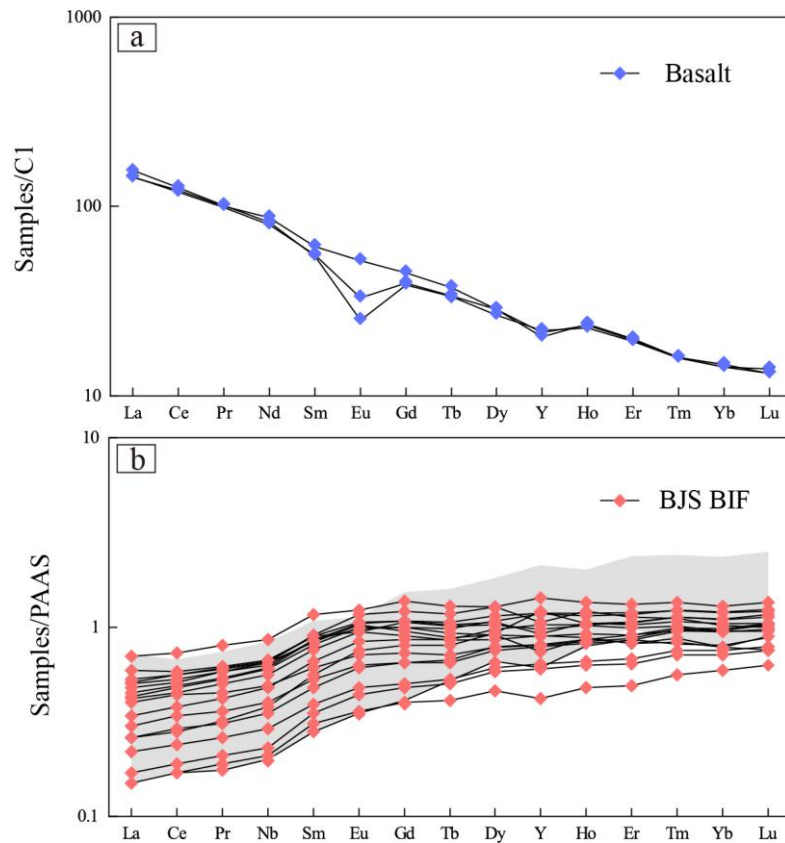 1000
a
Basalt
Samples/C1
100
10
La Ce Pr Nd Sm Eu Gd Tb Dy Y Ho Er Tm Yb Lu
10
b
BJS BIF
Samples/PAAS
1
0.1
La Ce Pr Nb Sm Eu Gd Tb Dy Y Ho Er Tm Yb Lu